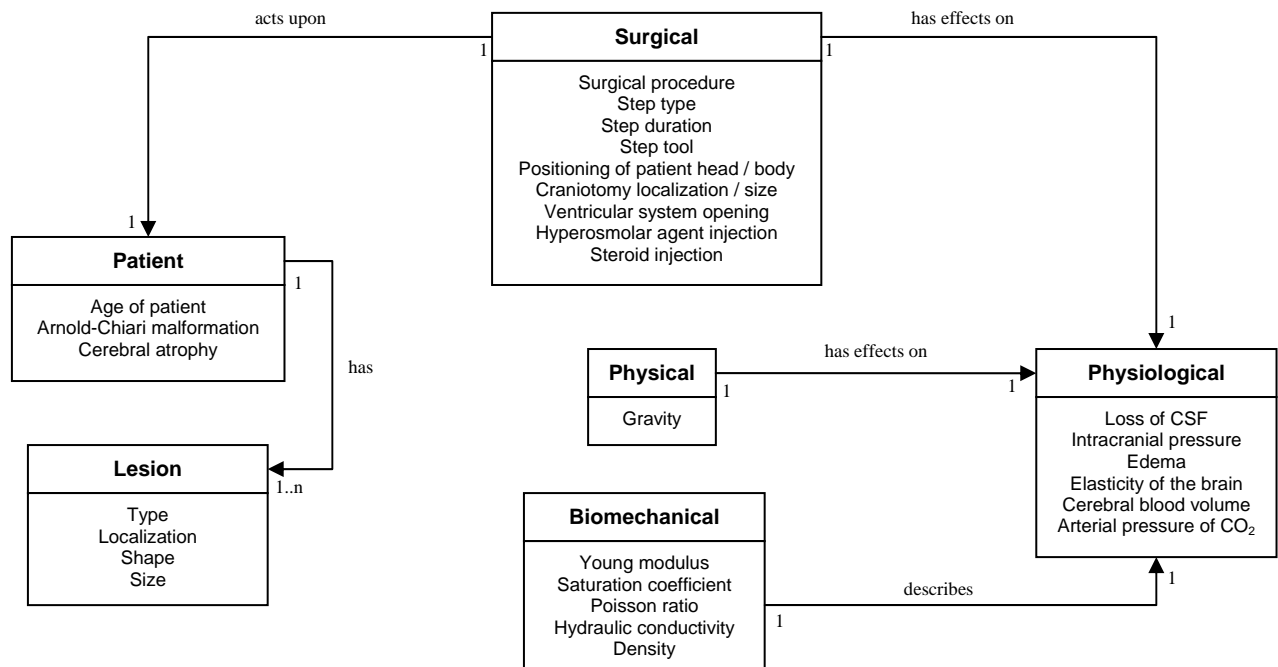 acts upon
has effects on
1
Surgical
1
Surgical procedure
Step type
Step duration
Step tool
Positioning of patient head / body
Craniotomy localization / size
Ventricular system opening
Hyperosmolar agent injection
Steroid injection
1
Patient
1
Age of patient
Arnold-Chiari malformation
Cerebral atrophy
has
Lesion
1..n
Type
Localization
Shape
Size
Physical
1
Gravity
has effects on
1
1
Physiological
Loss of CSF
Intracranial pressure
Edema
Elasticity of the brain
Cerebral blood volume
Arterial pressure of CO₂
1
Biomechanical
Young modulus
Saturation coefficient
Poisson ratio
Hydraulic conductivity
Density
1
describes